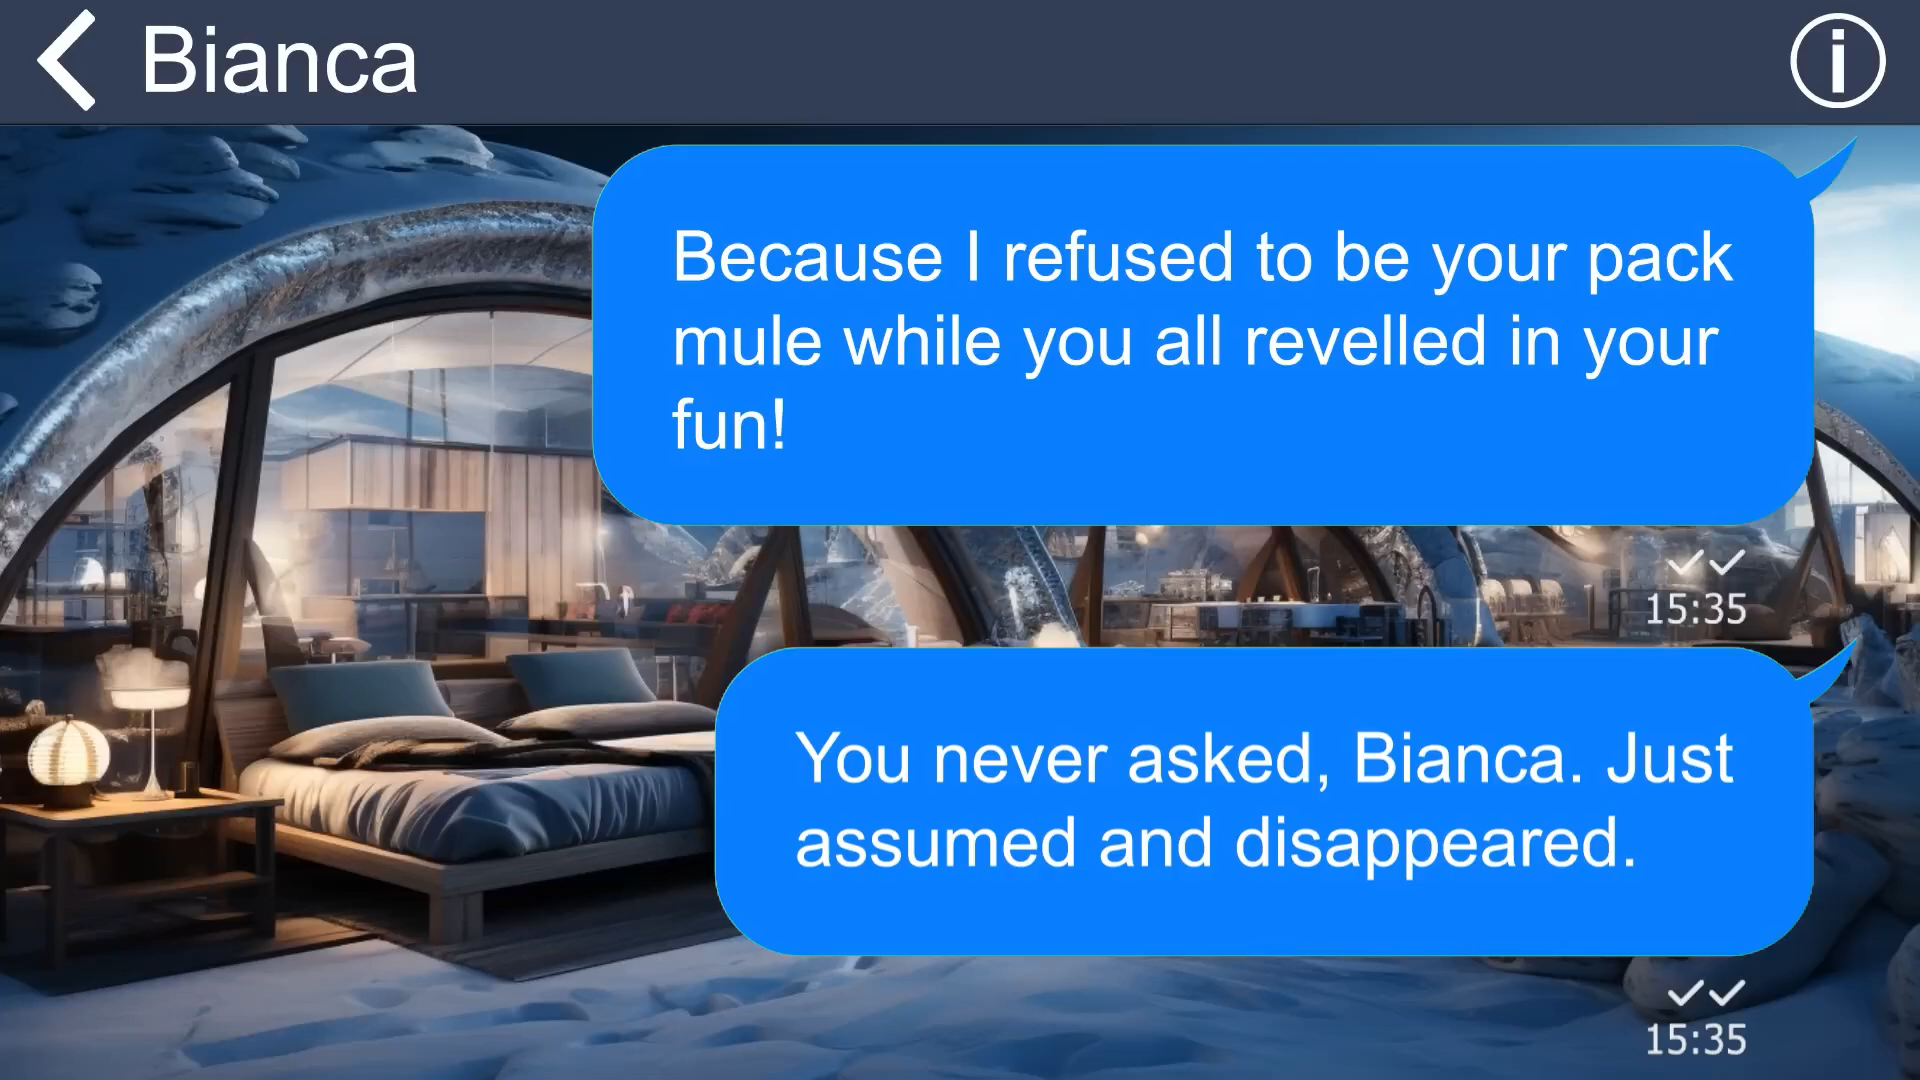 Bianca
Because I refused to be your pack
mule while you all revelled in your
fun!
15:35
You never asked, Bianca. Just
assumed and disappeared.
15:35